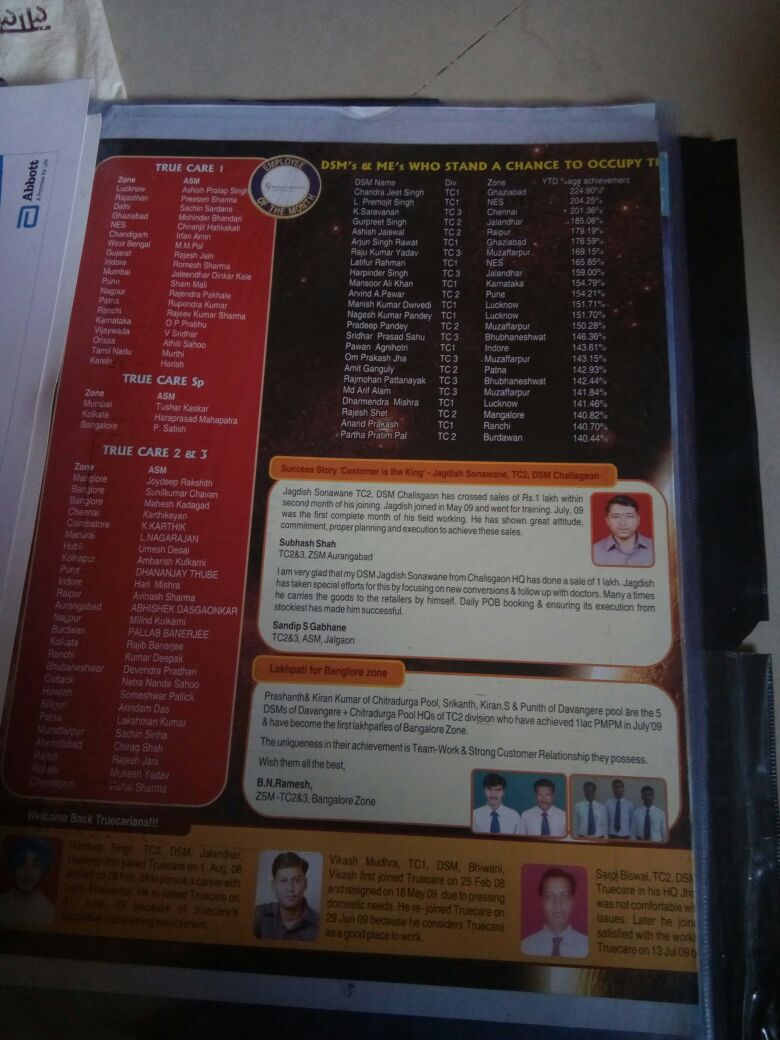 Abbott
A Promise for Life
TRUE CARE 1
Zone ASM
Lucknow Ashish Pratap Singh
Rajasthan Preetam Sharma
Delhi Sachin Sardana
Ghaziabad Mohinder Bhandari
NES Chiranjit Hatikakati
Chandigarh Irfan Amin
West Bengal M.M.Pal
Gujarat Rajesh Jain
Indore Romesh Sharma
Mumbai Jaleendhar Dinkar Kale
Pune Sham Mali
Nagpur Rajendra Pakhale
Patna Rupendra Kumar
Ranchi Rajeev Kumar Sharma
Karnataka O P Prabhu
Vijaywada V Sridhar
Orissa Athiti Sahoo
Tamil Nadu Murthi
Kerela Harish
TRUE CARE Sp
Zone ASM
Mumbai Tushar Kaskar
Kolkata Haraprasad Mahapatra
Bangalore P. Satish
TRUE CARE 2 & 3
Zone ASM
Manglore Joydeep Rakshith
Banglore Sunilkumar Chavan
Banglore Mahesh Kadagad
Chennai Karthikeyan
Coimbatore K.KARTHIK
Madurai L.NAGARAJAN
Hubli Umesh Desai
Kolhapur Ambarish Kulkarni
Pune DHANANJAY THUBE
Indore Hari Mishra
Raipur Avinash Sharma
Aurangabad ABHISHEK DASGAONKAR
Nagpur Milind Kulkarni
Burdwan PALLAB BANERJEE
Kolkata Rajib Banerjee
Ranchi Kumar Deepak
Bhubaneshwar Devendra Pradhan
Cuttack Netra Nanda Sahoo
Howrah Someshwar Pallick
Siliguri Arindam Das
Patna Lakshman Kumar
Muzaffarpur Sachin Sinha
Ahemdabad Chirag Shah
Rajkot Rajesh Jani
Rohtak Mukesh Yadav
Chandigarh Vishal Sharma
EMPLOYEE
OF THE MONTH
DSM's & ME's WHO STAND A CHANCE TO OCCUPY
DSM Name Div Zone YTD %age achievement
Chandra Jeet Singh TC1 Ghaziabad 224.90%
L. Premojit Singh TC1 NES 204.25%
K.Saravanan TC 3 Chennai 201.36%
Gurpreet Singh TC 2 Jalandhar 185.06%
Ashish Jaiswal TC 2 Raipur 179.19%
Arjun Singh Rawat TC1 Ghaziabad 176.59%
Raju Kumar Yadav TC 3 Muzaffarpur 169.15%
Latifur Rahman TC1 NES 165.85%
Harpinder Singh TC 3 Jalandhar 159.00%
Mansoor Ali Khan TC1 Karnataka 154.79%
Arvind A.Pawar TC 2 Pune 154.21%
Manish Kumar Dwivedi TC1 Lucknow 151.71%
Nagesh Kumar Pandey TC1 Lucknow 151.70%
Pradeep Pandey TC 2 Muzaffarpur 150.28%
Sridhar Prasad Sahu TC 3 Bhubhaneshwat 146.36%
Pawan Agnihotri TC1 Indore 143.61%
Om Prakash Jha TC 3 Muzaffarpur 143.15%
Amit Ganguly TC 2 Patna 142.93%
Rajmohan Pattanayak TC 3 Bhubhaneshwat 142.44%
Md Arif Alam TC 3 Muzaffarpur 141.84%
Dharmendra Mishra TC1 Lucknow 141.46%
Rajesh Shet TC 2 Mangalore 140.82%
Anand Prakash TC1 Ranchi 140.70%
Partha Pratim Pal TC 2 Burdawan 140.44%
Success Story 'Customer is the King' - Jagdish Sonawane, TC2, DSM Chalisgaon
Jagdish Sonawane TC2, DSM Chalisgaon has crossed sales of Rs.1 lakh within
second month of his joining. Jagdish joined in May 09 and went for training. July, 09
was the first complete month of his field working. He has shown great attitude,
commitment, proper planning and execution to achieve these sales.
Subhash Shah
TC2&3, ZSM Aurangabad
I am very glad that my DSM Jagdish Sonawane from Chalisgaon HQ has done a sale of 1 lakh. Jagdish
has taken special efforts for this by focusing on new conversions & follow up with doctors. Many a times
he carries the goods to the retailers by himself. Daily POB booking & ensuring its execution from
stockiest has made him successful.
Sandip S Gabhane
TC2&3, ASM, Jalgaon
Lakhpati for Banglore zone
Prashanth& Kiran Kumar of Chitradurga Pool, Srikanth, Kiran.S & Punith of Davangere pool are the 5
DSMs of Davangere + Chitradurga Pool HQs of TC2 division who have achieved 1lac PMPM in July'09
& have become the first lakhpaties of Bangalore Zone.
The uniqueness in their achievement is Team-Work & Strong Customer Relationship they possess.
Wish them all the best,
B.N.Ramesh,
ZSM -TC2&3, Bangalore Zone
Welcome Back Truecarians!!!
Hardeep Singh, TC2, DSM, Jalandhar,
Hardeep first joined Truecare on 1, Aug, 08
and left on 28 Feb, 09 to pursue a career with
Lupin Endeavour. He re-joined Truecare on
01 June, 09 because of truecare's
supportive and learning environment.
Vikash Mudhra, TC1, DSM, Bhiwani,
Vikash first joined Truecare on 25 Feb 08
and resigned on 18 May 09 due to pressing
domestic needs. He re- joined Truecare on
29 Jun 09 because he considers Truecare
as a good place to work.
Saroj Biswal, TC2, DSM
Truecare in his HQ
was not comfortable
issues. Later he
satisfied with the
Truecare on 13 Jul 09